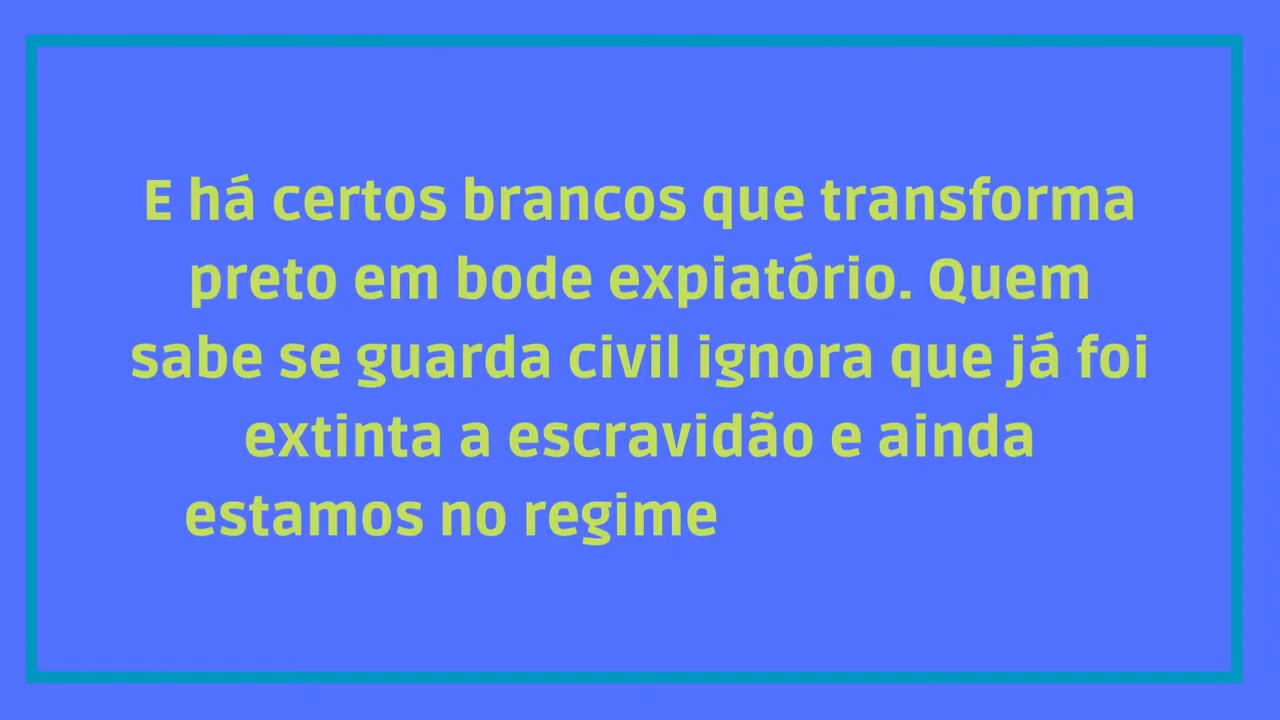 E há certos brancos que transforma
preto em bode expiatório. Quem
sabe se guarda civil ignora que já foi
extinta a escravidão e ainda
estamos no regime